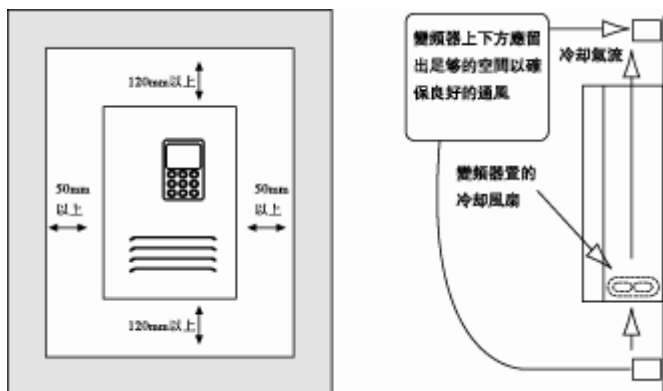 120mm以上
50mm
以上
50mm
以上
120mm以上
變頻器上下方應留
出足够的空間以確
保良好的通風
冷却氣流
變頻器置的
冷却風扇